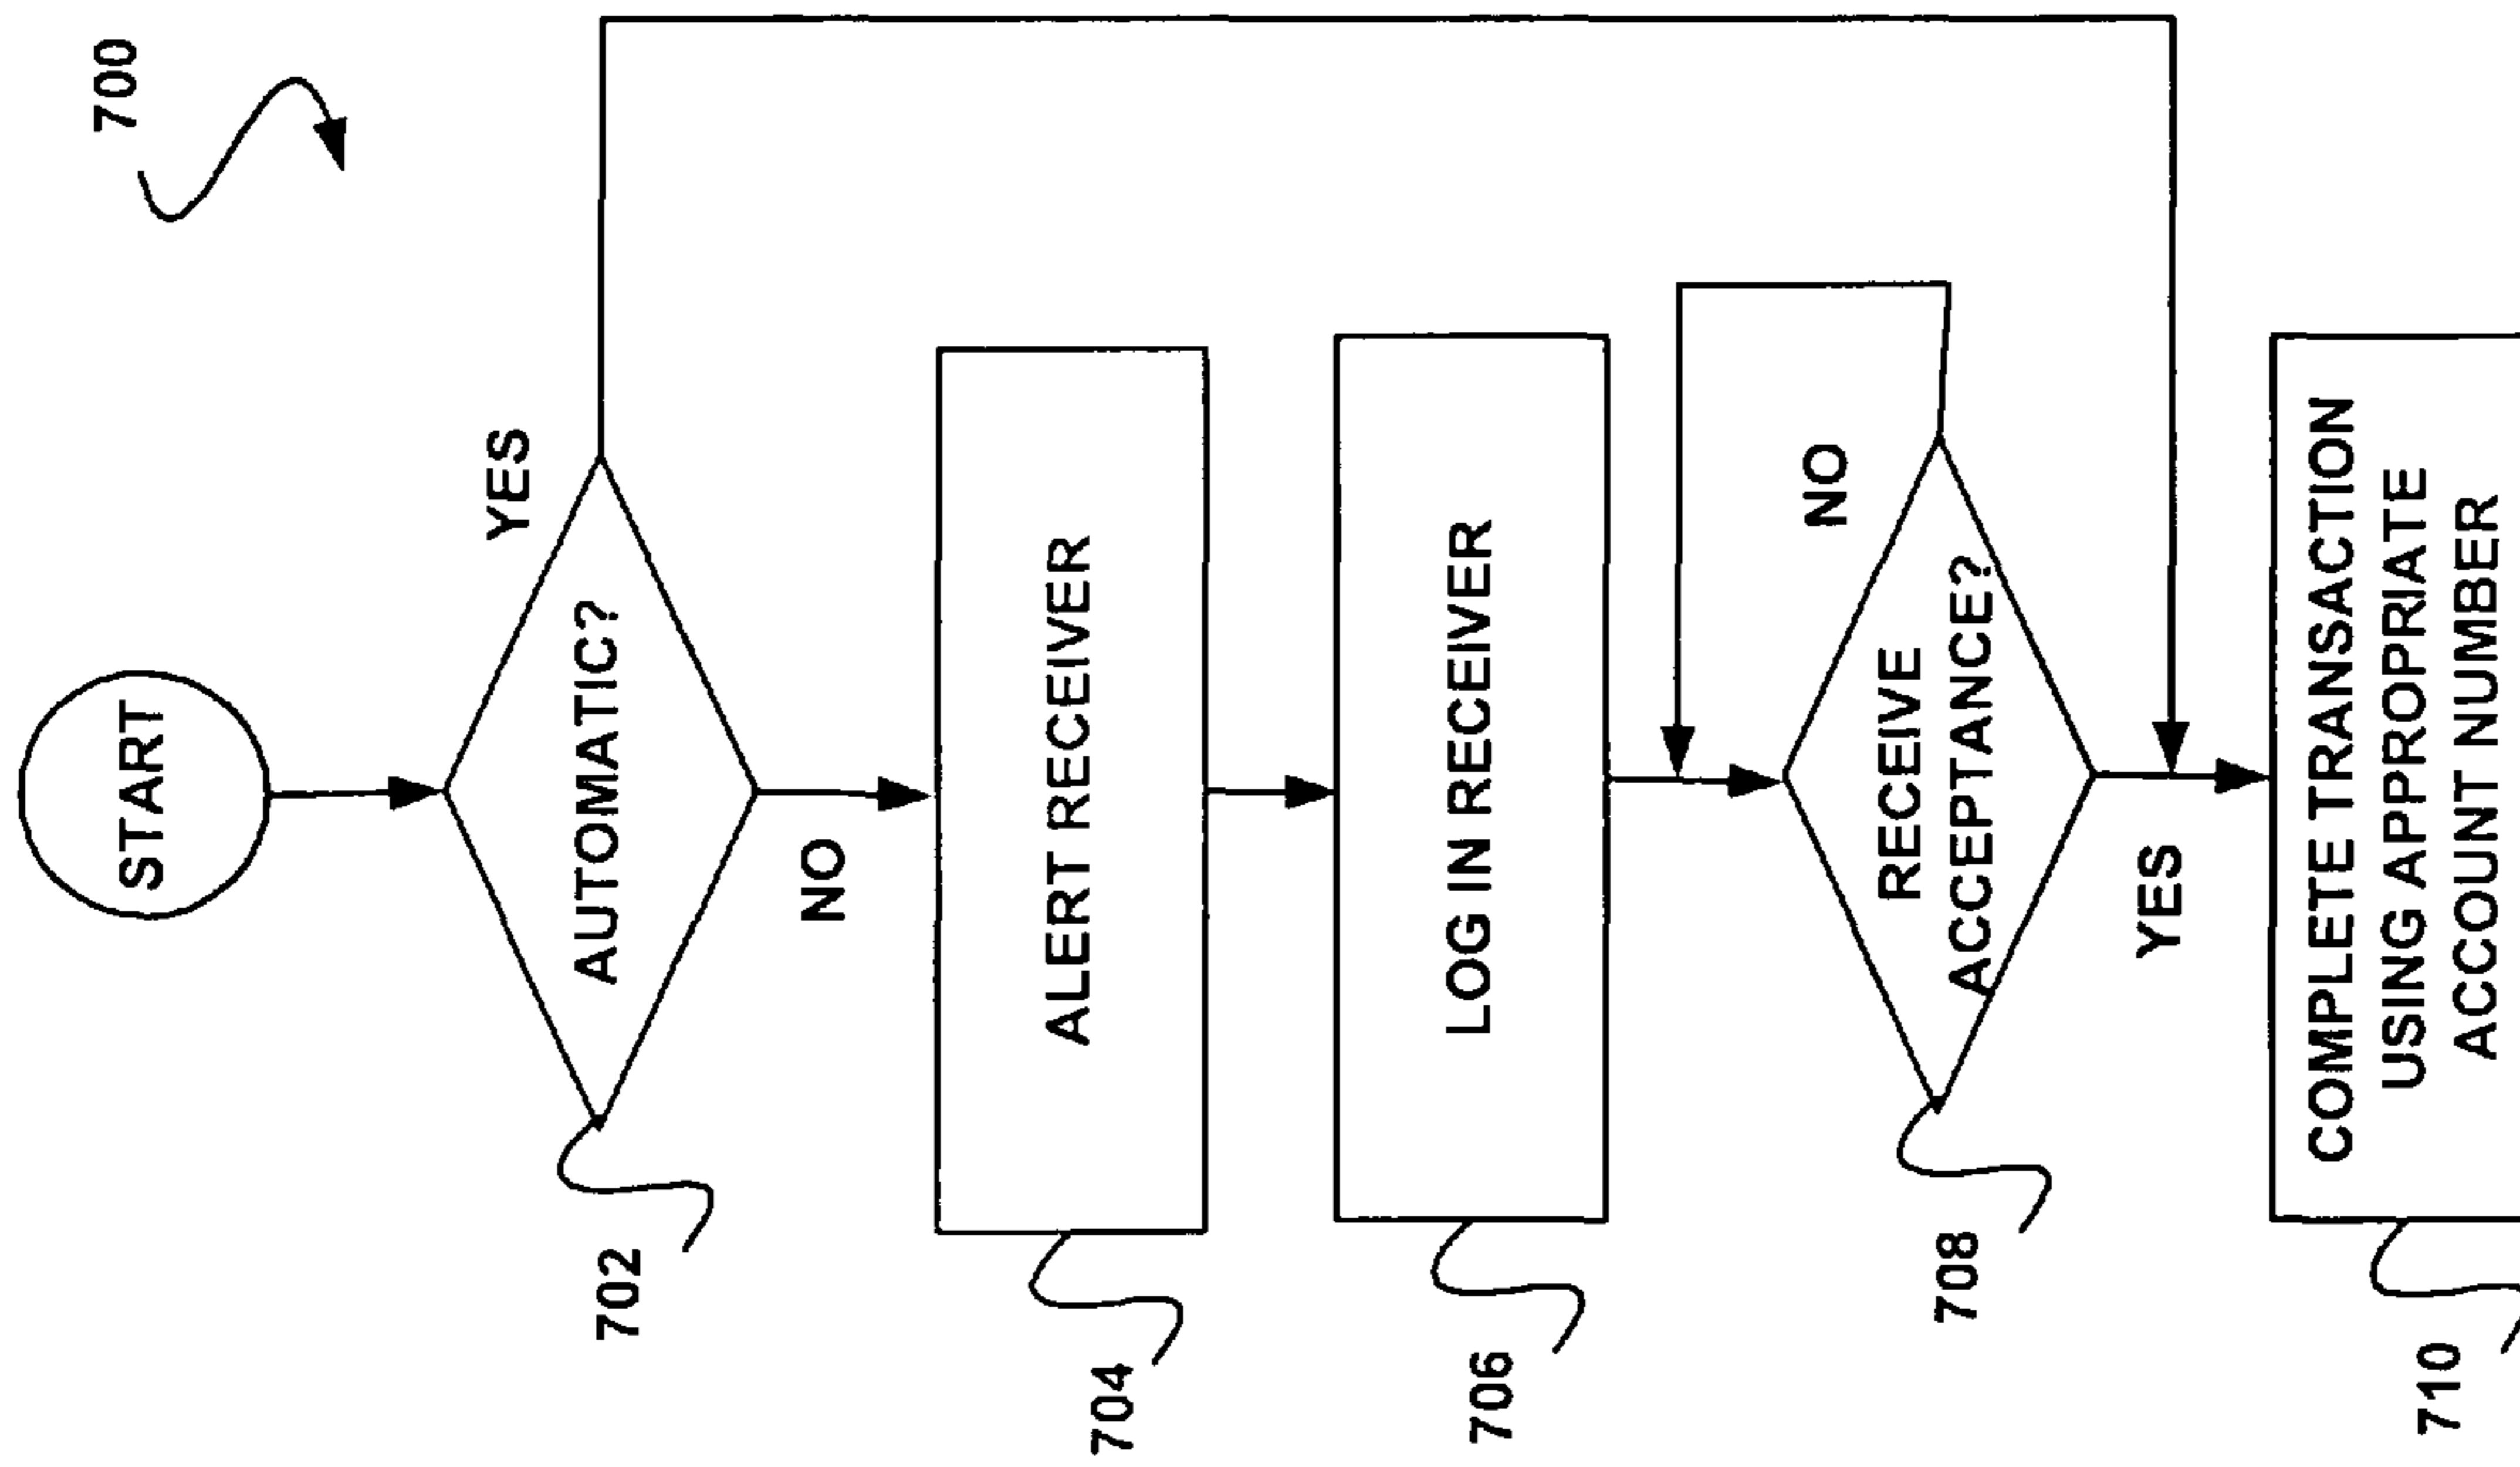 700
START
702
AUTOMATIC?
YES
NO
704
ALERT RECEIVER
706
LOG IN RECEIVER
708
RECEIVE
ACCEPTANCE?
NO
YES
710
COMPLETE TRANSACTION
USING APPROPRIATE
ACCOUNT NUMBER